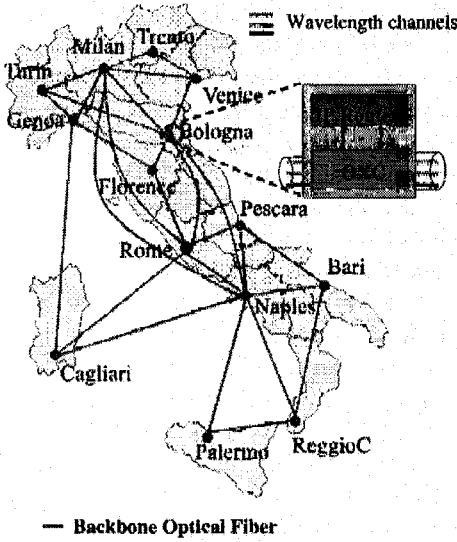 Wavelength channels
Trento
Milan
Turin
Venice
Genoa
Bologna
Florence
Pescara
Rome
Bari
Naples
Cagliari
Palermo
ReggioC
OXC
Backbone Optical Fiber